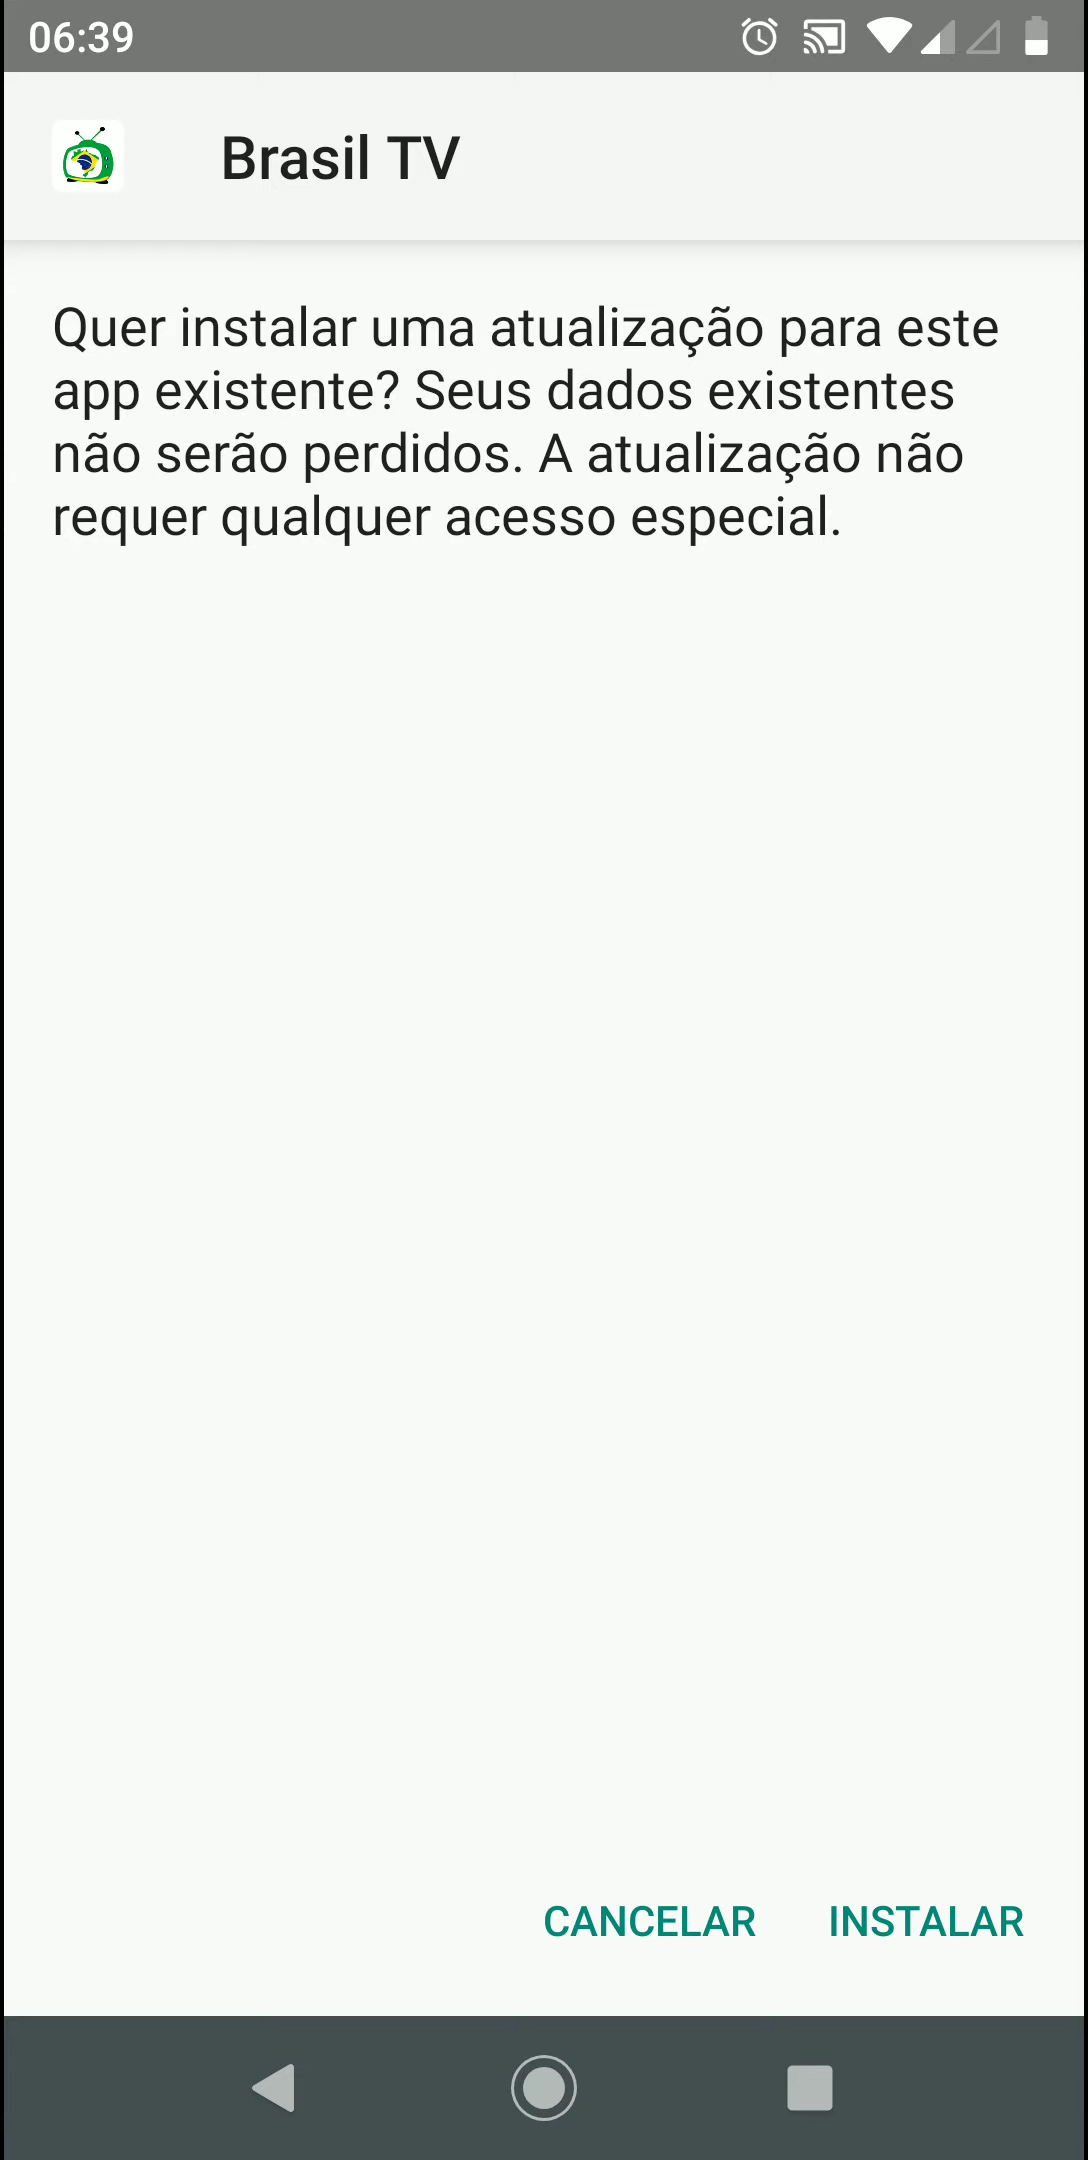 06:39
Brasil TV
Quer instalar uma atualização para este
app existente? Seus dados existentes
não serão perdidos. A atualização não
requer qualquer acesso especial.
CANCELAR INSTALAR